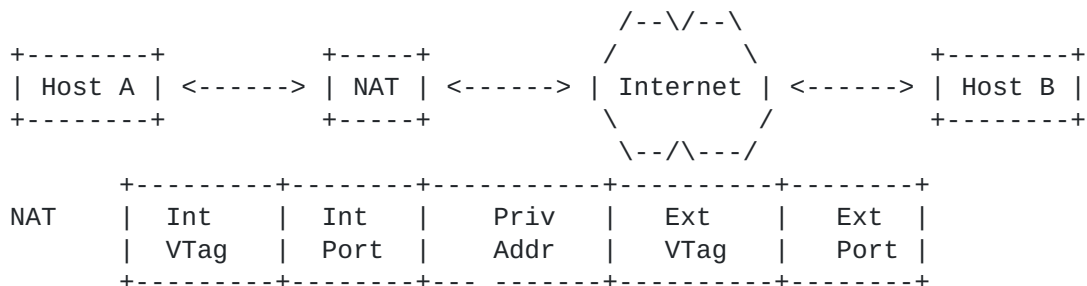 /--\/--\
+--------+          +-----+          /        \           +--------+
| Host A | <------> | NAT | <------> | Internet | <------> | Host B |
+--------+          +-----+          \         /          +--------+
                                      \--/\---/
       +---------+--------+-----------+----------+--------+
NAT    |  Int    |  Int   |    Priv   |   Ext    |   Ext  |
       |  VTag   |  Port  |    Addr   |   VTag   |   Port |
       +---------+--------+--- -------+----------+--------+